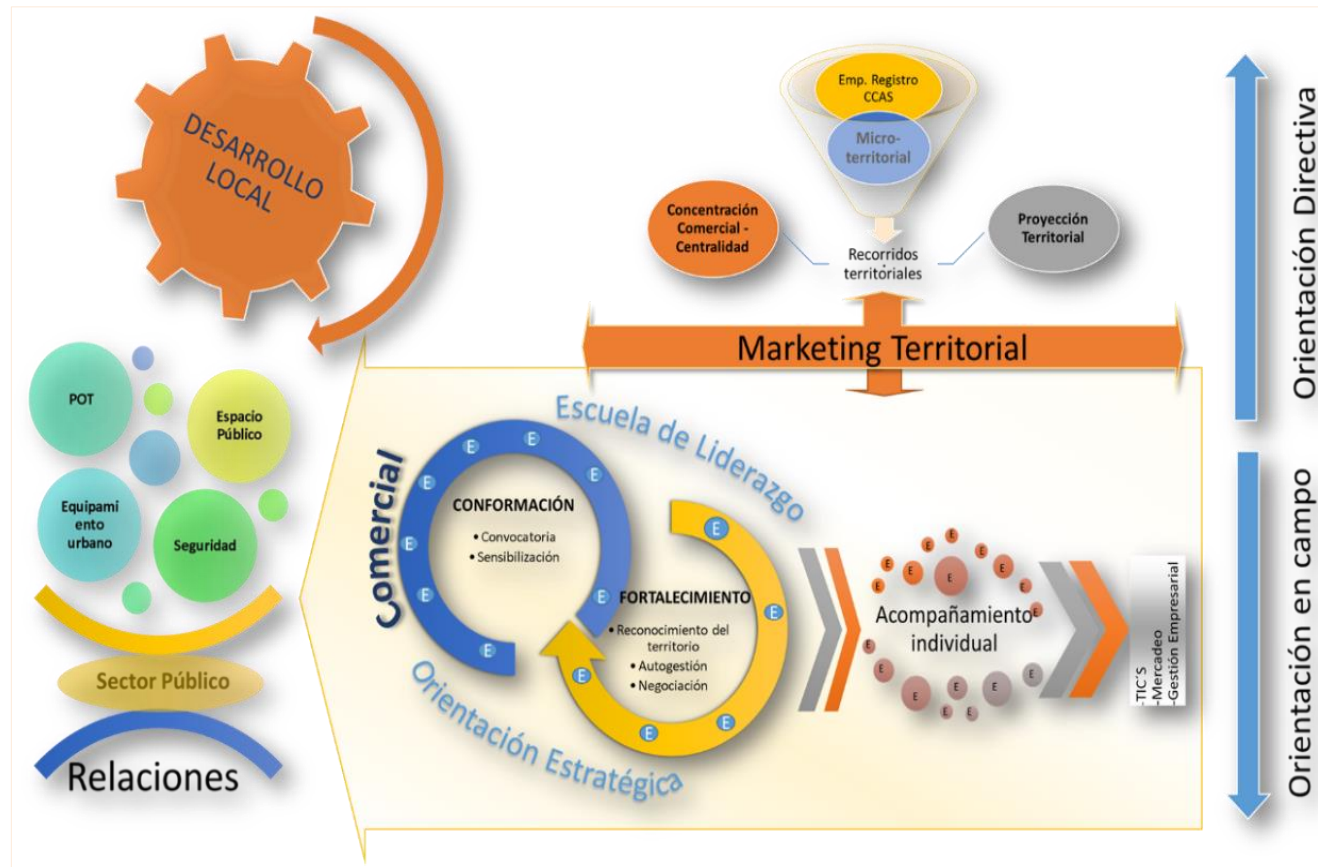 DESARROLLO
LOCAL
Emp. Registro
CCAS
Micro-
territorial
Concentración
Comercial -
Centralidad
Proyección
Territorial
Recorridos
territoriales
Marketing Territorial
Orientación Directiva
POT
Espacio
Público
Equipami
ento
urbano
Seguridad
Sector Público
Relaciones
Comercial
Escuela de Liderazgo
Orientación Estratégica
E
E
E
E
E
E
E
E
E
CONFORMACIÓN
• Convocatoria
• Sensibilización
E
E
E
E
E
E
FORTALECIMIENTO
• Reconocimiento del
territorio
• Autogestión
• Negociación
E
E
E
E
E
E
E
E
E
Acompañamiento
individual
E
E
E
E
E
E
E
E
E
-TIC´S
-Mercadeo
-Gestión Empresarial
Orientación en campo